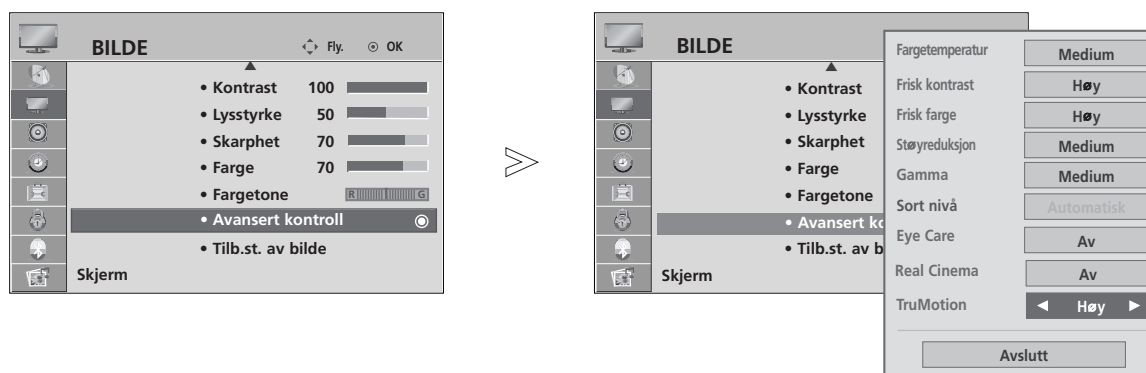 BILDE Fly. OK
• Kontrast 100
• Lysstyrke 50
• Skarphet 70
• Farge 70
• Fargetone R G
• Avansert kontroll
• Tilb.st. av bilde
Skjerm
BILDE
• Kontrast
• Lysstyrke
• Skarphet
• Farge
• Fargetone
• Avansert ko
• Tilb.st. av b
Skjerm
Fargetemperatur Medium
Frisk kontrast Høy
Frisk farge Høy
Støyreduksjon Medium
Gamma Medium
Sort nivå Automatisk
Eye Care Av
Real Cinema Av
TruMotion Høy
Avslutt